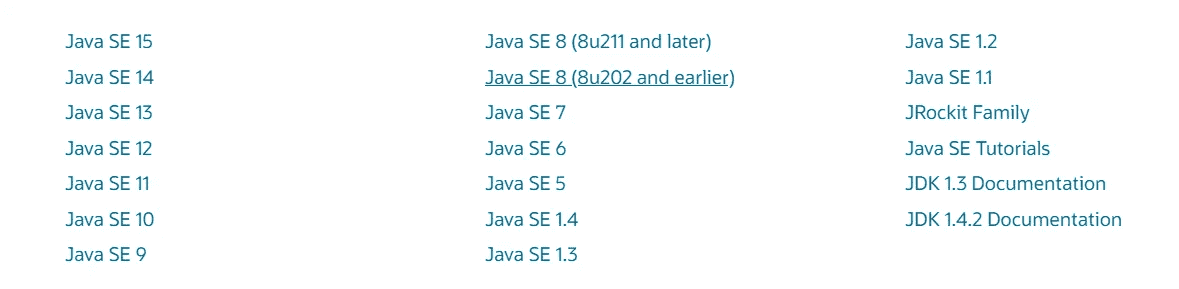 Java SE 15
Java SE 14
Java SE 13
Java SE 12
Java SE 11
Java SE 10
Java SE 9
Java SE 8 (8u211 and later)
Java SE 8 (8u202 and earlier)
Java SE 7
Java SE 6
Java SE 5
Java SE 1.4
Java SE 1.3
Java SE 1.2
Java SE 1.1
JRockit Family
Java SE Tutorials
JDK 1.3 Documentation
JDK 1.4.2 Documentation